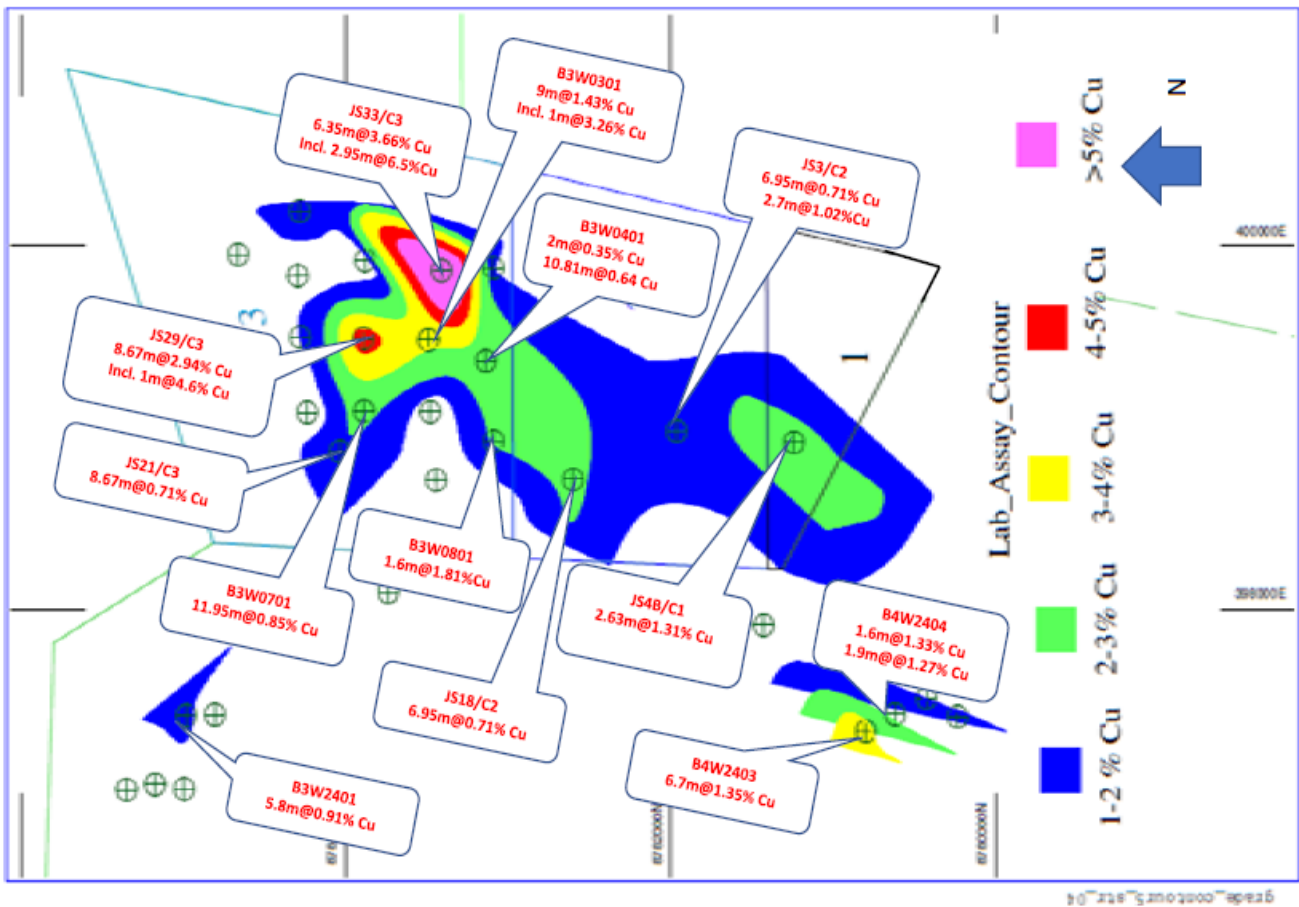 B3W0301
9m@1.43% Cu
Incl. 1m@3.26% Cu
JS33/C3
6.35m@3.66% Cu
Incl. 2.95m@6.5%Cu
JS3/C2
6.95m@0.71% Cu
2.7m@1.02%Cu
B3W0401
2m@0.35% Cu
10.81m@0.64 Cu
JS29/C3
8.67m@2.94% Cu
Incl. 1m@4.6% Cu
JS21/C3
8.67m@0.71% Cu
B3W0801
1.6m@1.81%Cu
B3W0701
11.95m@0.85% Cu
JS4B/C1
2.63m@1.31% Cu
B4W2404
1.6m@1.33% Cu
1.9m@@1.27% Cu
JS18/C2
6.95m@0.71% Cu
B4W2403
6.7m@1.35% Cu
B3W2401
5.8m@0.91% Cu
3
1
N
400000E
398000E
6762000N
6760000N
Lab_Assay_Contour
>5% Cu
4-5% Cu
3-4% Cu
2-3% Cu
1-2 % Cu
grade_contour5_str_04